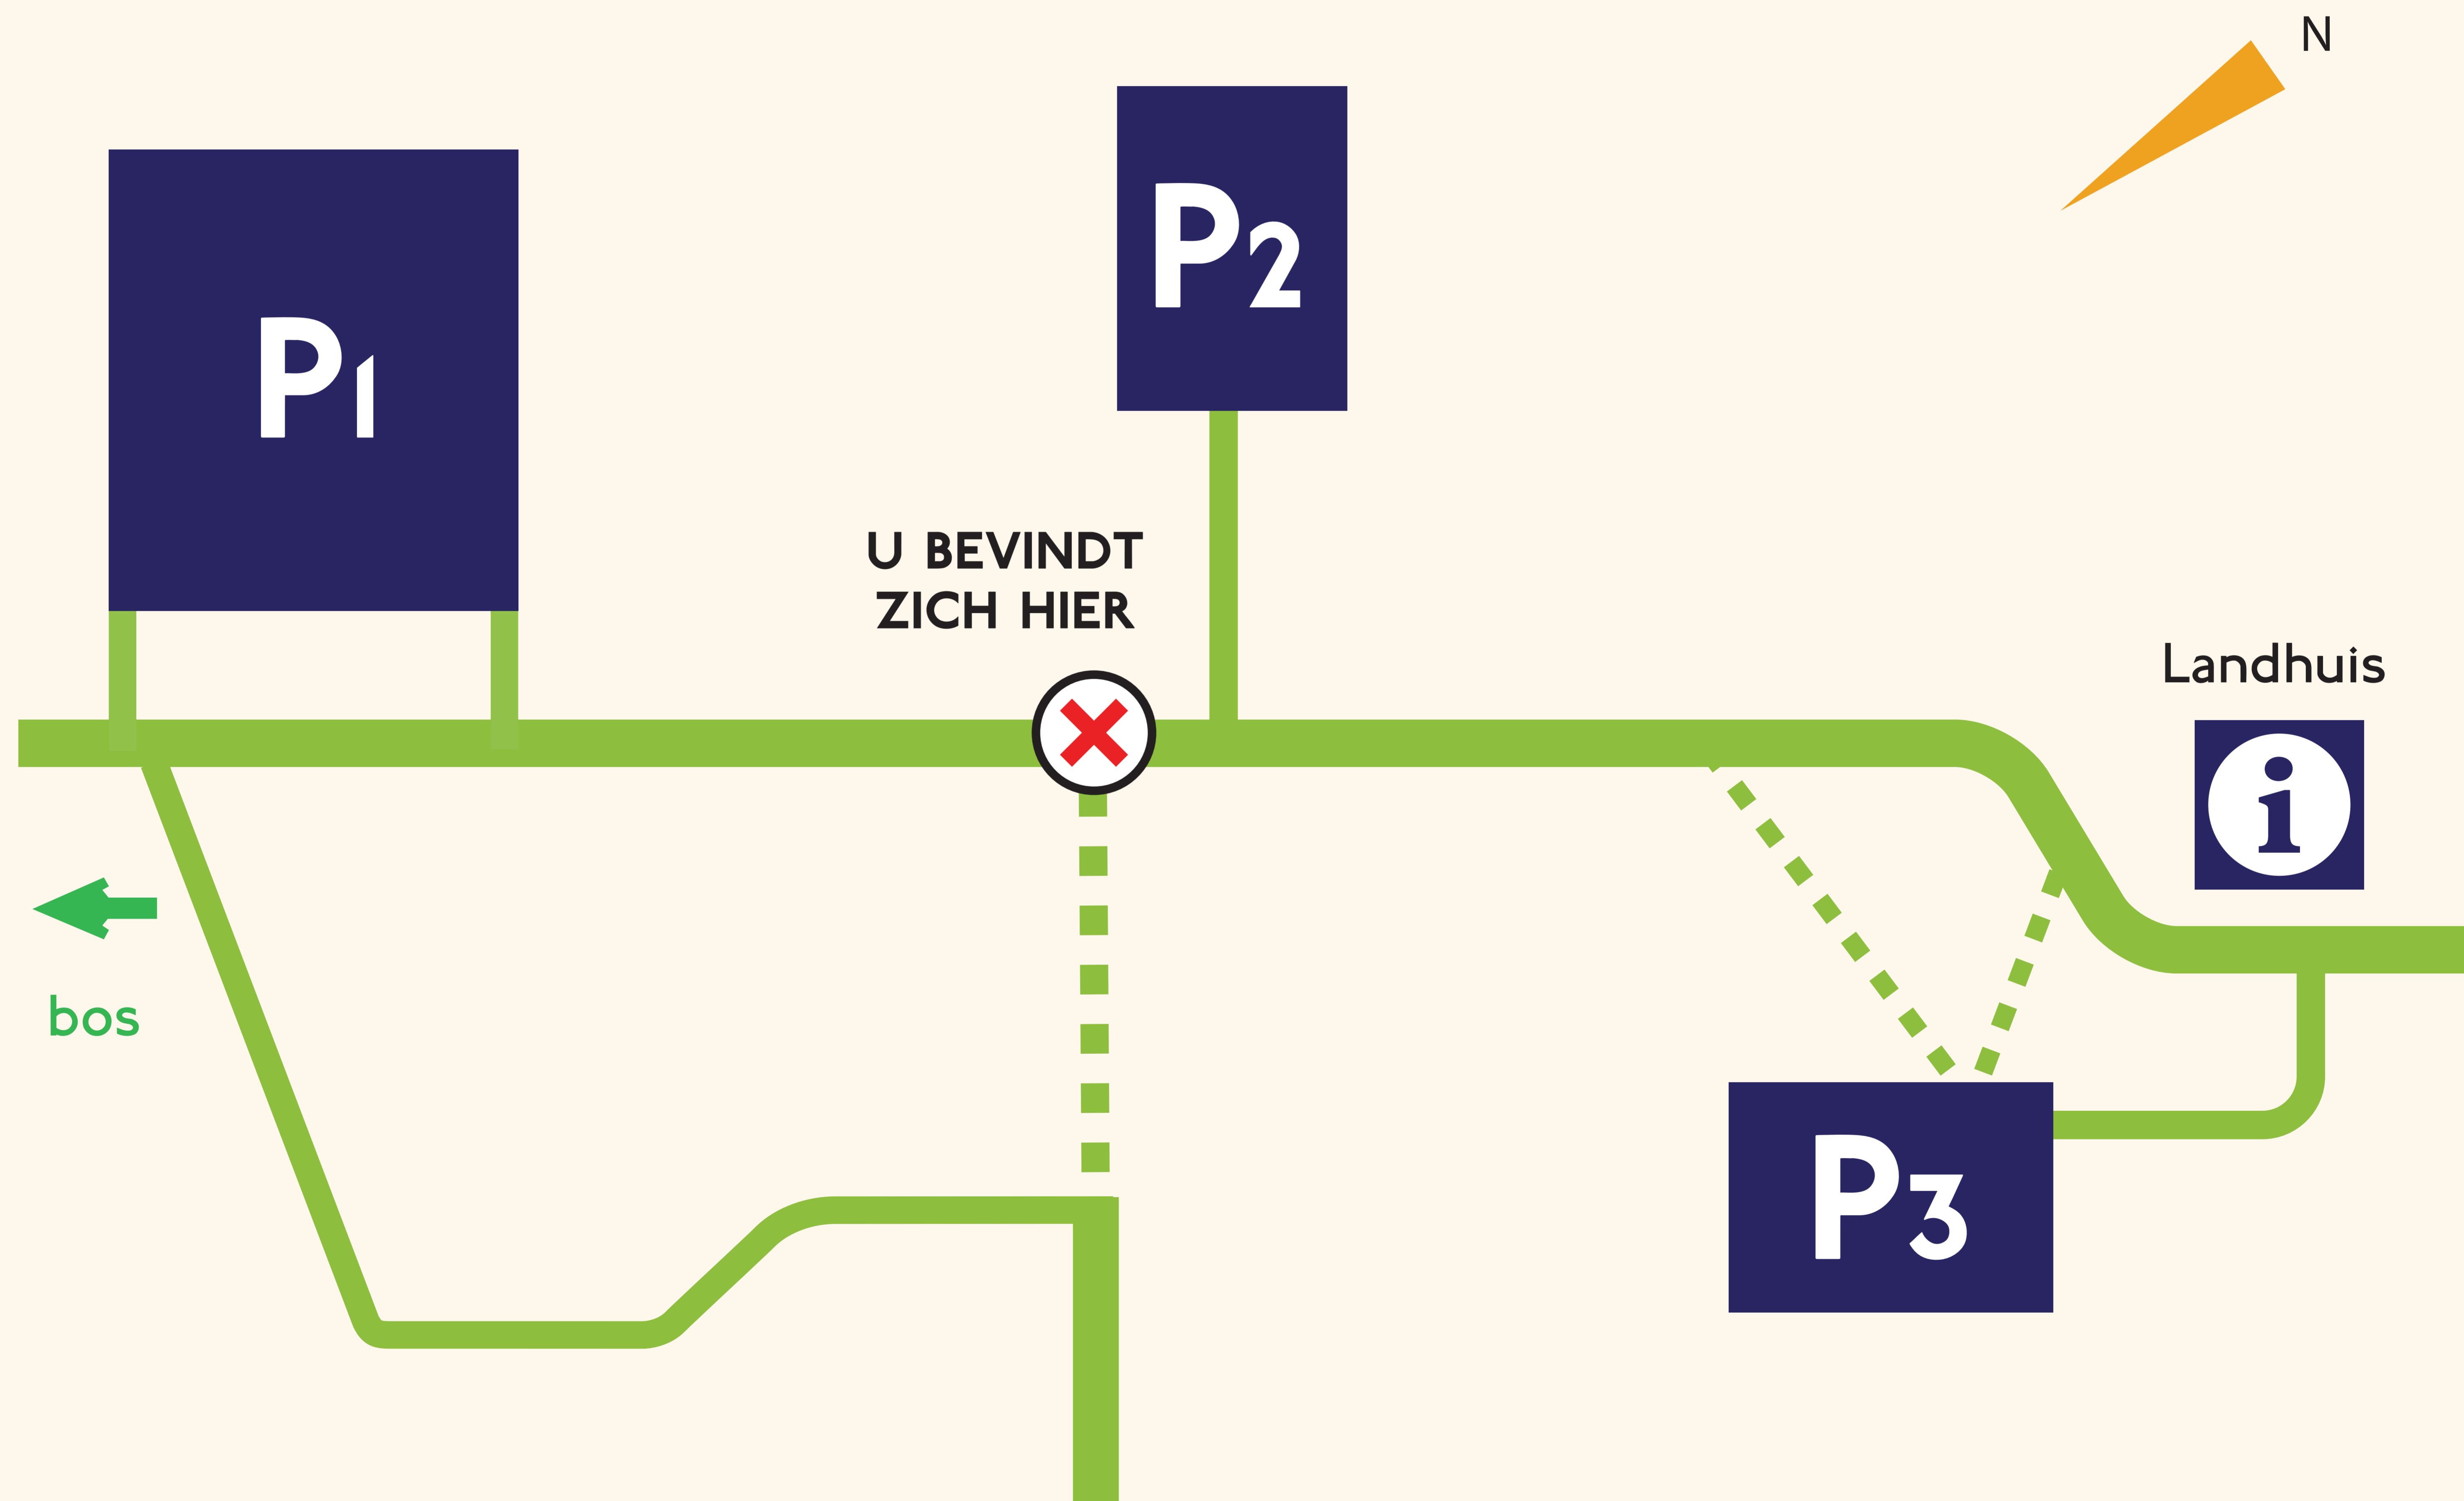 N
P2
P1
U BEVINDT
ZICH HIER
Landhuis
i
bos
P3